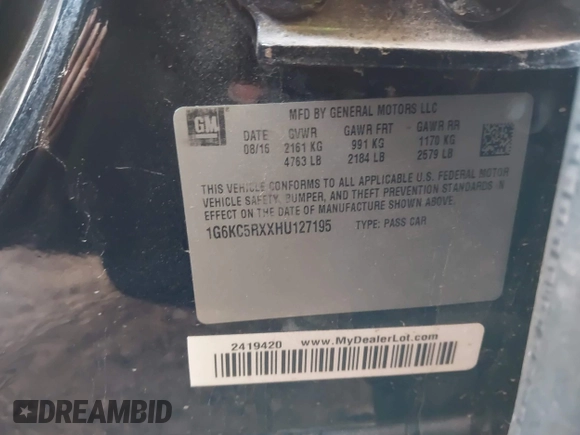 MFD BY GENERAL MOTORS LLC
GM
DATE GVWR GAWR FRT GAWR RR
08/16 2161 KG 991 KG 1170 KG
4763 LB 2184 LB 2579 LB
THIS VEHICLE CONFORMS TO ALL APPLICABLE U.S. FEDERAL MOTOR
VEHICLE SAFETY, BUMPER, AND THEFT PREVENTION STANDARDS IN
EFFECT ON THE DATE OF MANUFACTURE SHOWN ABOVE.
1G6KC5RXXHU127195 TYPE: PASS CAR
2419420 www.MyDealerLot.com
DREAMBID